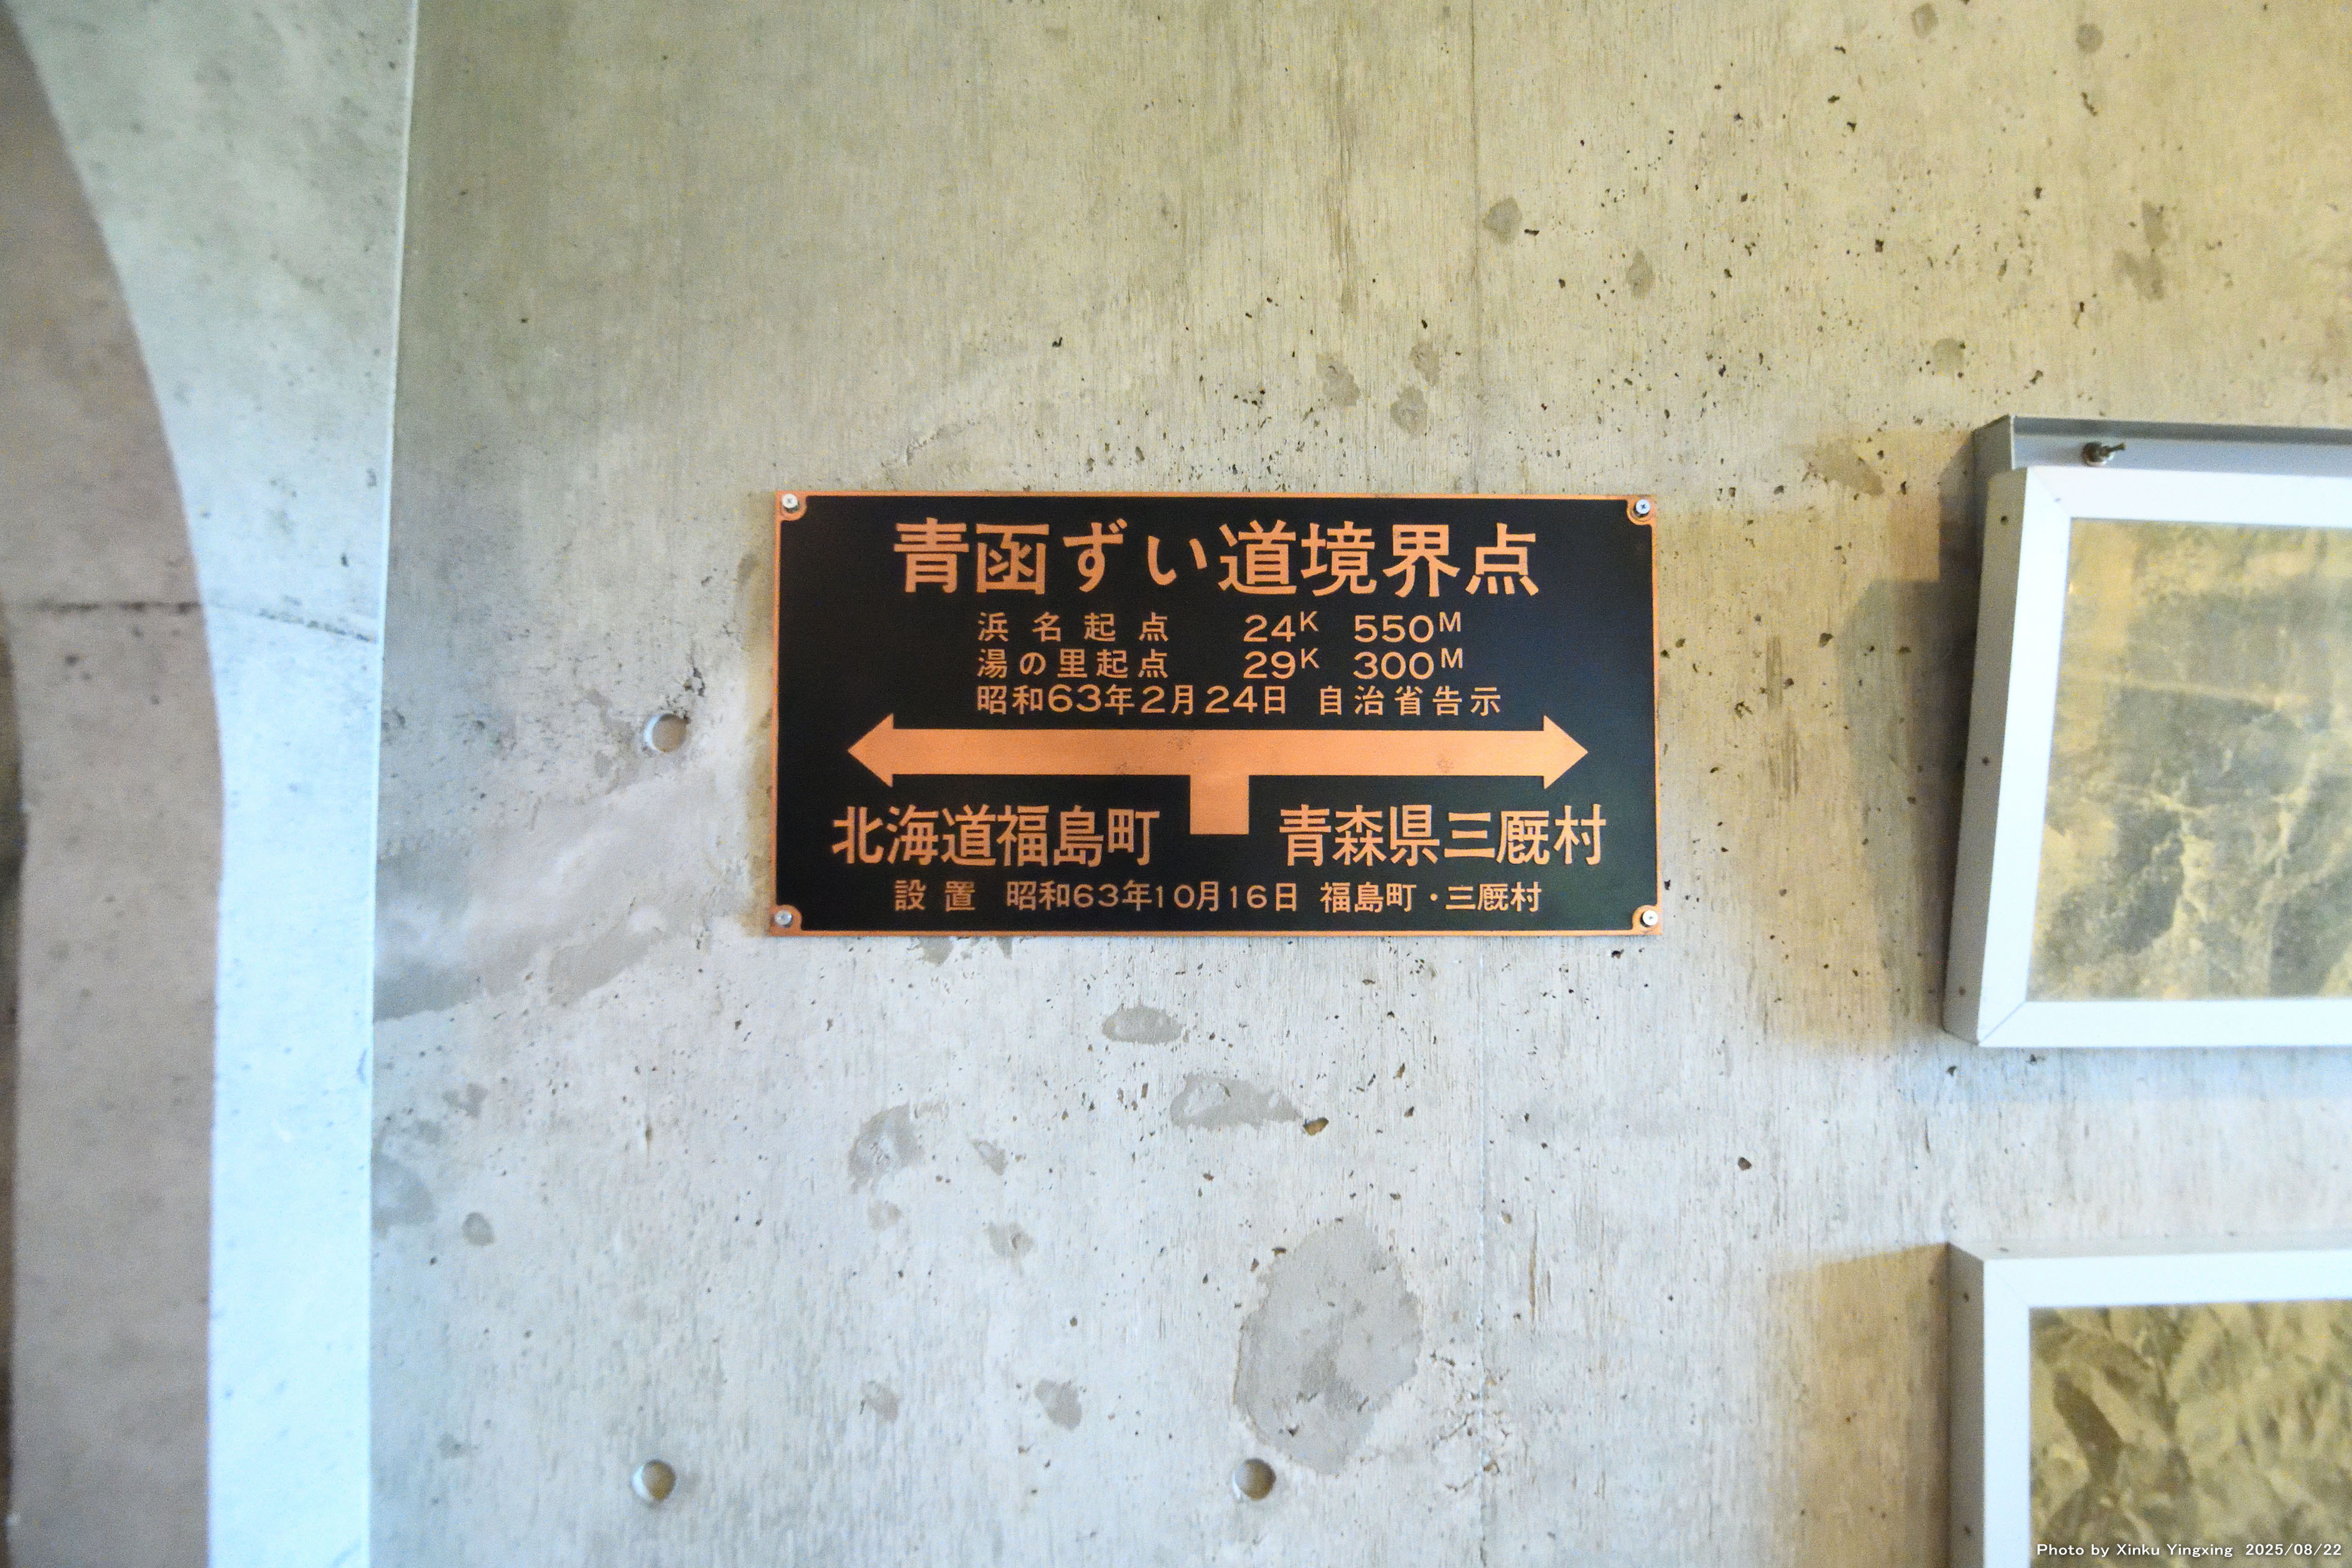 青函ずい道境界点
浜名起点 24K 550M
湯の里起点 29K 300M
昭和63年2月24日 自治省告示
北海道福島町 青森県三厩村
設置 昭和63年10月16日 福島町・三厩村
Photo by Xinku Yingxing 2025/08/22